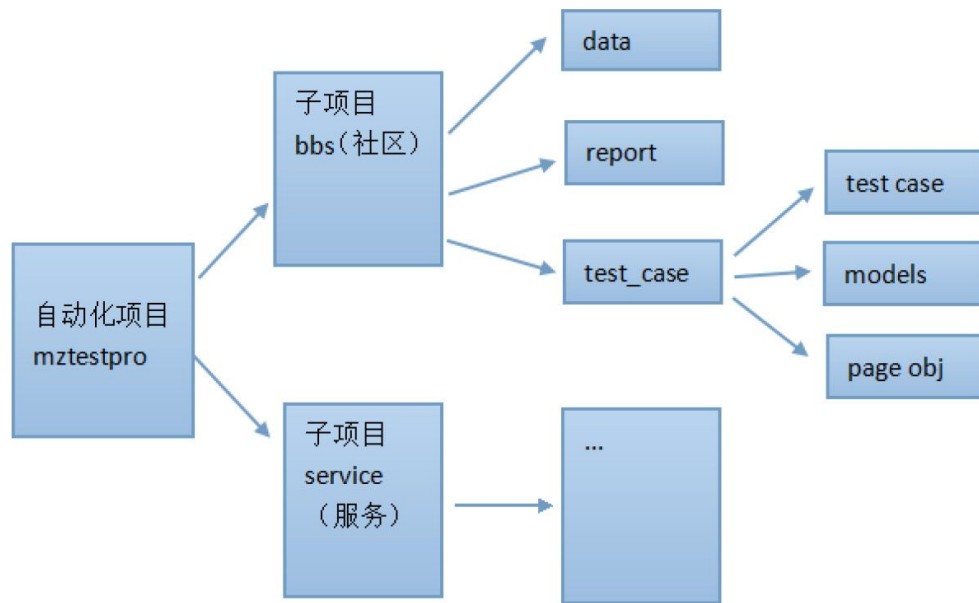 自动化项目
mztestpro
子项目
bbs(社区)
data
report
test_case
test case
models
page obj
子项目
service
（服务）
...